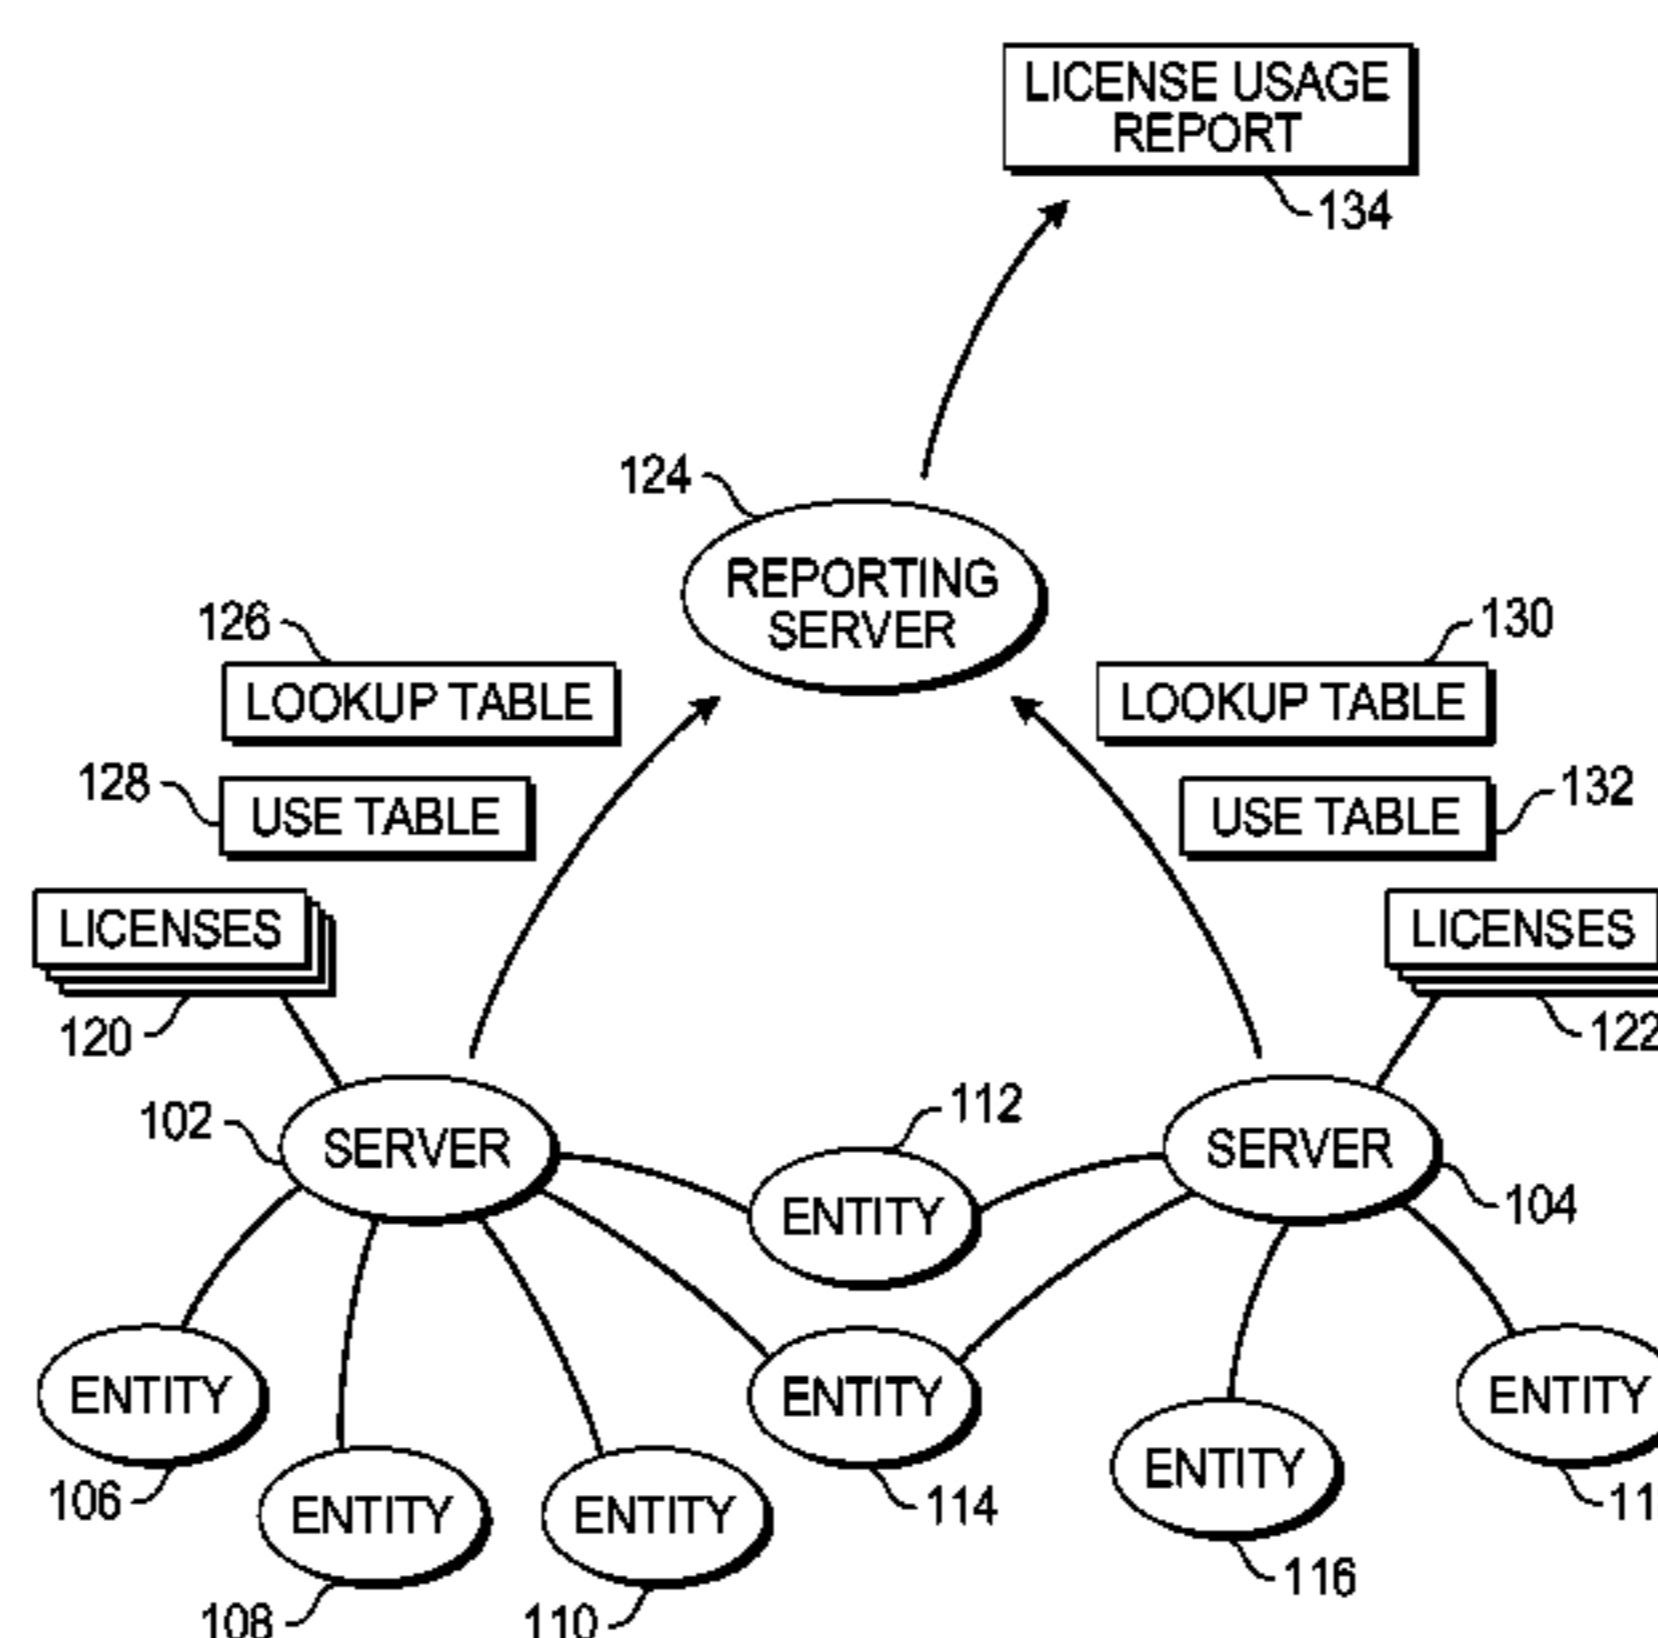 LICENSE USAGE
REPORT
134
124
REPORTING
SERVER
126
130
LOOKUP TABLE
LOOKUP TABLE
128
132
USE TABLE
USE TABLE
LICENSES
LICENSES
120
122
102
112
SERVER
SERVER
ENTITY
104
ENTITY
ENTITY
ENTITY
ENTITY
106
114
ENTITY
ENTITY
116
108
110